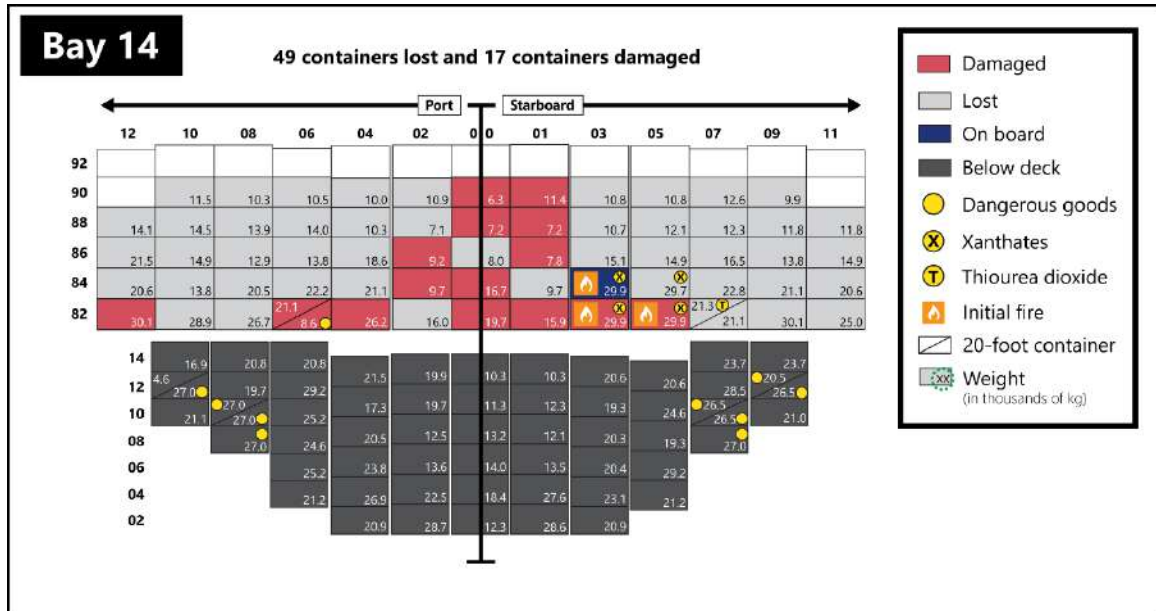 Bay 14
49 containers lost and 17 containers damaged
Port Starboard
12 10 08 06 04 02 00 01 03 05 07 09 11
92
90 11.5 10.3 10.5 10.0 10.9 6.3 11.4 10.8 10.8 12.6 9.9
88 14.1 14.5 13.9 14.0 10.3 7.1 7.2 7.2 10.7 12.1 12.3 11.8 11.8
86 21.5 14.9 12.9 13.8 18.6 9.2 8.0 7.8 15.1 14.9 16.5 13.8 14.9
84 20.6 13.8 20.5 22.2 21.1 9.7 16.7 9.7 X 29.9 X 29.7 22.8 21.1 20.6
82 30.1 28.9 26.7 21.1 8.6 26.2 16.0 19.7 15.9 X 29.9 X 29.9 21.3 T 21.1 30.1 25.0
14 16.9 20.8 20.8 21.5 19.9 10.3 10.3 20.6 20.6 23.7 23.7
12 4.6 27.0 19.7 29.2 17.3 19.7 11.3 12.3 19.3 24.6 28.5 20.5 26.5
10 21.1 27.0 27.0 25.2 20.5 12.5 13.2 12.1 20.3 19.3 26.5 26.5 21.0
08 27.0 24.6 23.8 13.6 14.0 13.5 20.4 29.2 27.0
06 25.2 26.9 22.5 18.4 27.6 23.1 21.2
04 21.2 20.9 28.7 12.3 28.6 20.9
02
Damaged
Lost
On board
Below deck
Dangerous goods
X Xanthates
T Thiourea dioxide
Initial fire
20-foot container
XX Weight
(in thousands of kg)